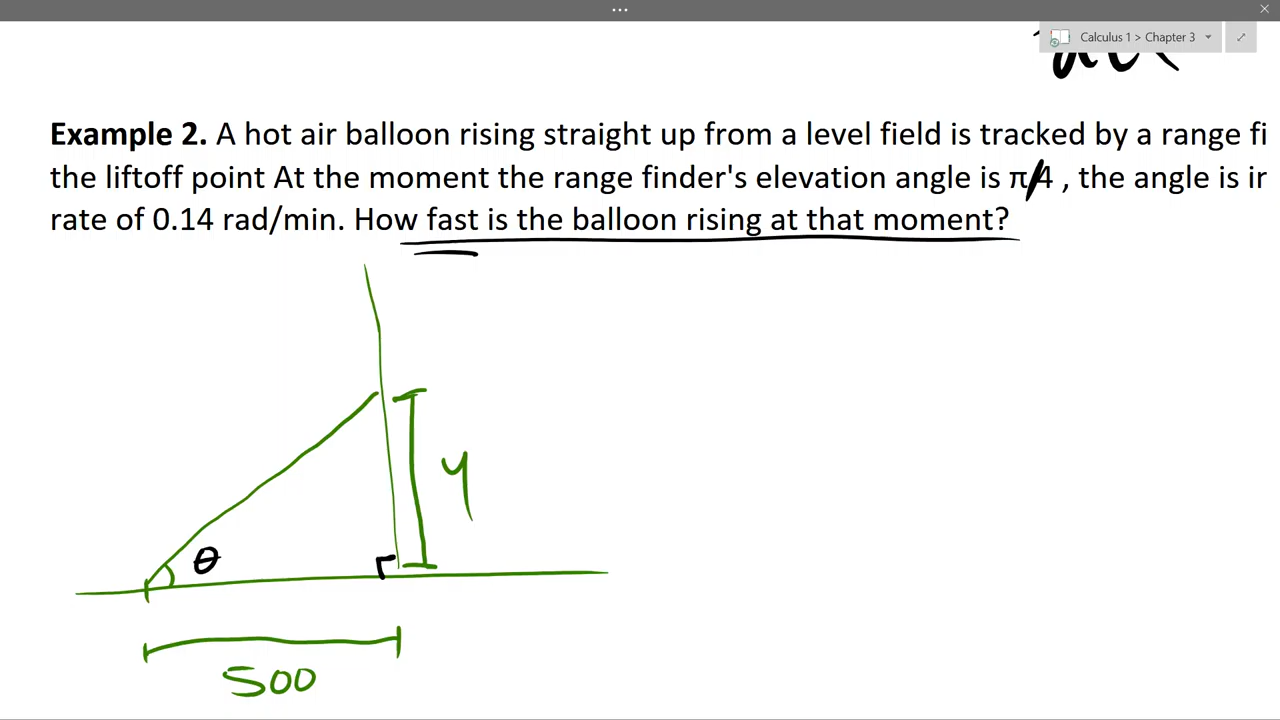 Calculus 1 > Chapter 3
Example 2. A hot air balloon rising straight up from a level field is tracked by a range fi
the liftoff point At the moment the range finder's elevation angle is π/4 , the angle is in
rate of 0.14 rad/min. How fast is the balloon rising at that moment?
y
θ
500